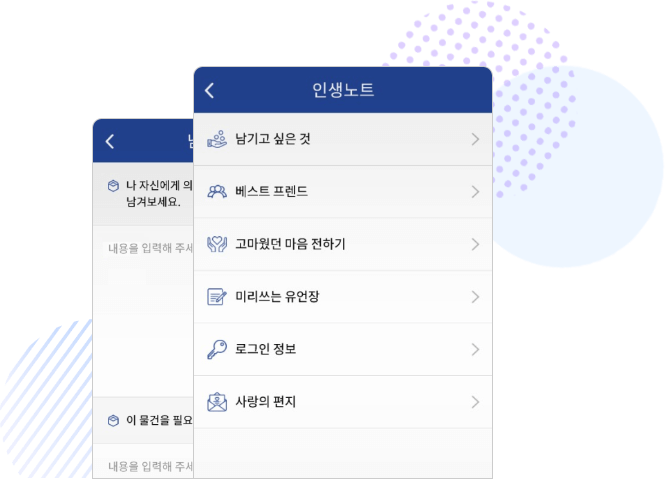 인생노트
남기고 싶은 것
베스트 프렌드
고마웠던 마음 전하기
미리쓰는 유언장
로그인 정보
사랑의 편지
나 자신에게 의
남겨보세요.
내용을 입력해 주세
이 물건을 필요
내용을 입력해 주세